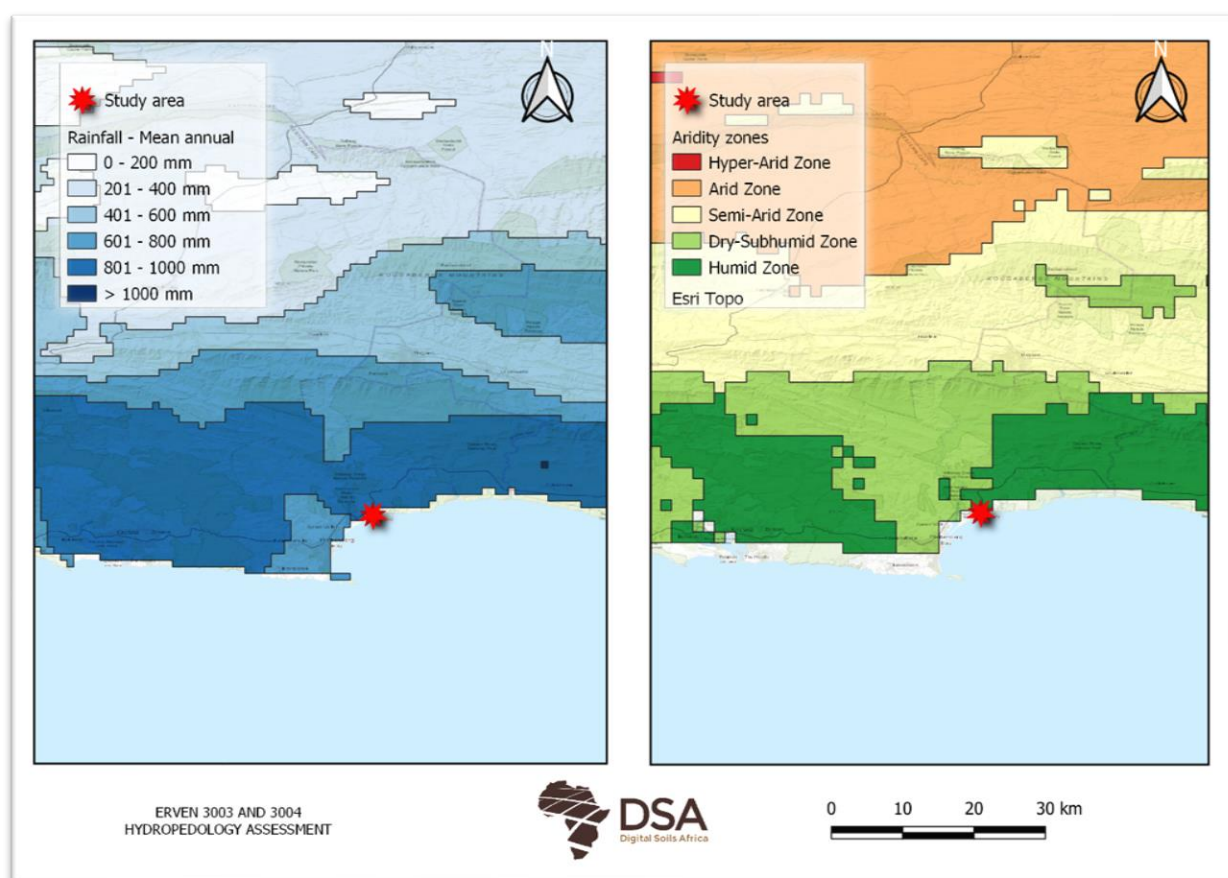 N
Study area
Rainfall - Mean annual
0 - 200 mm
201 - 400 mm
401 - 600 mm
601 - 800 mm
801 - 1000 mm
> 1000 mm
N
Study area
Aridity zones
Hyper-Arid Zone
Arid Zone
Semi-Arid Zone
Dry-Subhumid Zone
Humid Zone
Esri Topo
ERVEN 3003 AND 3004
HYDROPEDOLOGY ASSESSMENT
DSA
Digital Soils Africa
0 10 20 30 km